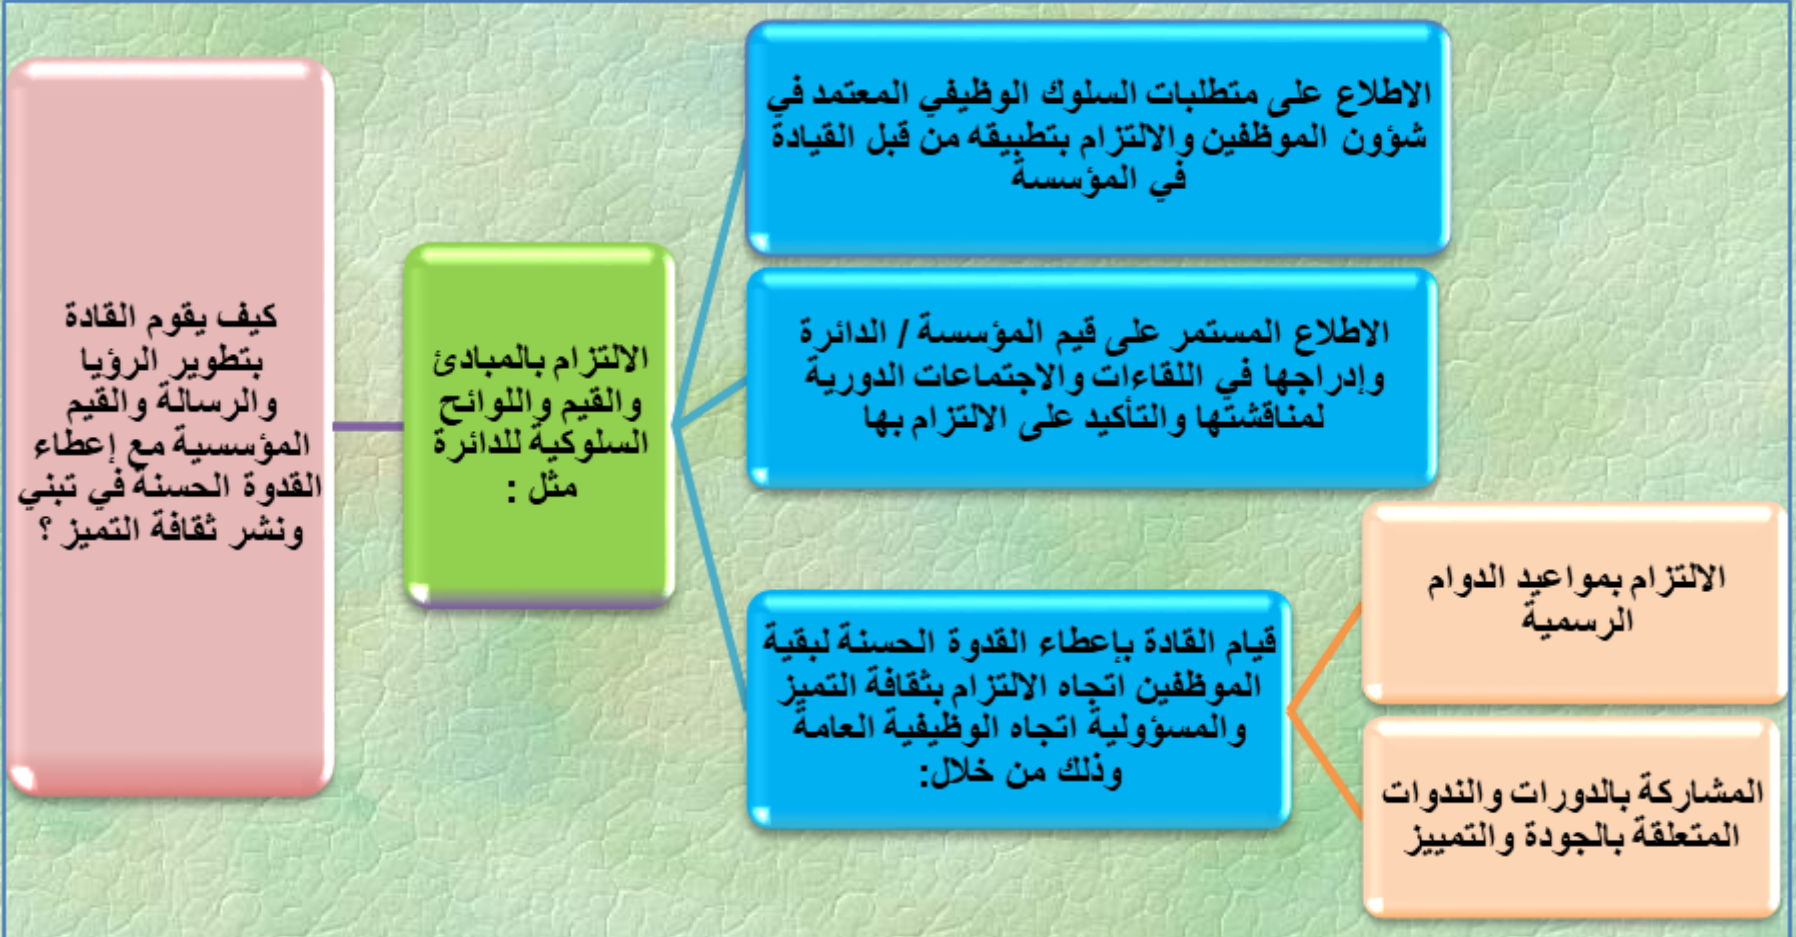 كيف يقوم القادة
بتطوير الرؤيا
والرسالة والقيم
المؤسسية مع إعطاء
القدوة الحسنة في تبني
ونشر ثقافة التميز ؟
الالتزام بالمبادئ
والقيم واللوائح
السلوكية للدائرة
مثل :
الاطلاع على متطلبات السلوك الوظيفي المعتمد في
شؤون الموظفين والالتزام بتطبيقه من قبل القيادة
في المؤسسة
الاطلاع المستمر على قيم المؤسسة / الدائرة
وإدراجها في اللقاءات والاجتماعات الدورية
لمناقشتها والتأكيد على الالتزام بها
قيام القادة بإعطاء القدوة الحسنة لبقية
الموظفين اتجاه الالتزام بثقافة التميز
والمسؤولية اتجاه الوظيفية العامة
وذلك من خلال:
الالتزام بمواعيد الدوام
الرسمية
المشاركة بالدورات والندوات
المتعلقة بالجودة والتمييز